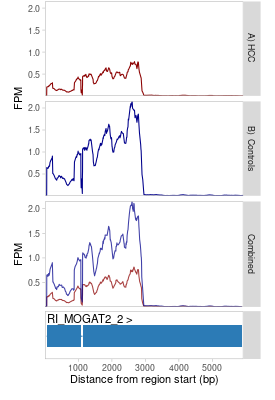 2.0
1.5
1.0
0.5
FPM
A) HCC
2.0
1.5
1.0
0.5
B) Controls
2.0
1.5
1.0
0.5
FPM
Combined
RI_MOGAT2_2 >
1000 2000 3000 4000 5000
Distance from region start (bp)